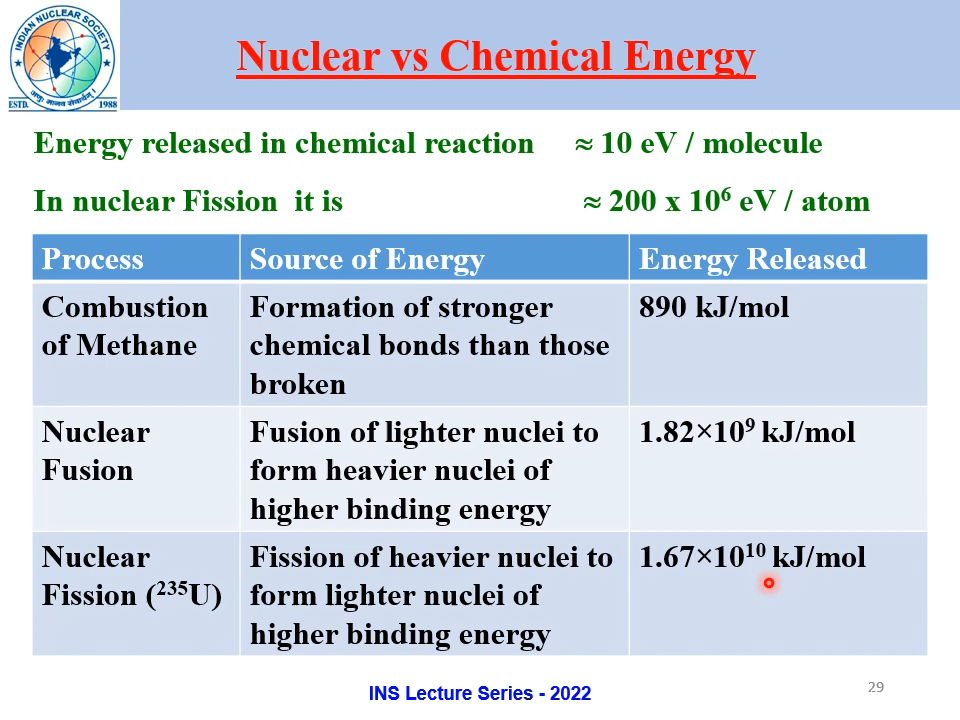 INDIAN NUCLEAR SOCIETY
ESTD. 1988
Nuclear vs Chemical Energy
Energy released in chemical reaction ≈ 10 eV / molecule
In nuclear Fission it is ≈ 200 x 10⁶ eV / atom
Process Source of Energy Energy Released
Combustion of Methane
Formation of stronger
chemical bonds than those
broken
890 kJ/mol
Nuclear
Fusion
Fusion of lighter nuclei to
form heavier nuclei of
higher binding energy
1.82×10⁹ kJ/mol
Nuclear
Fission (²³⁵U)
Fission of heavier nuclei to
form lighter nuclei of
higher binding energy
1.67×10¹⁰ kJ/mol
INS Lecture Series - 2022
29